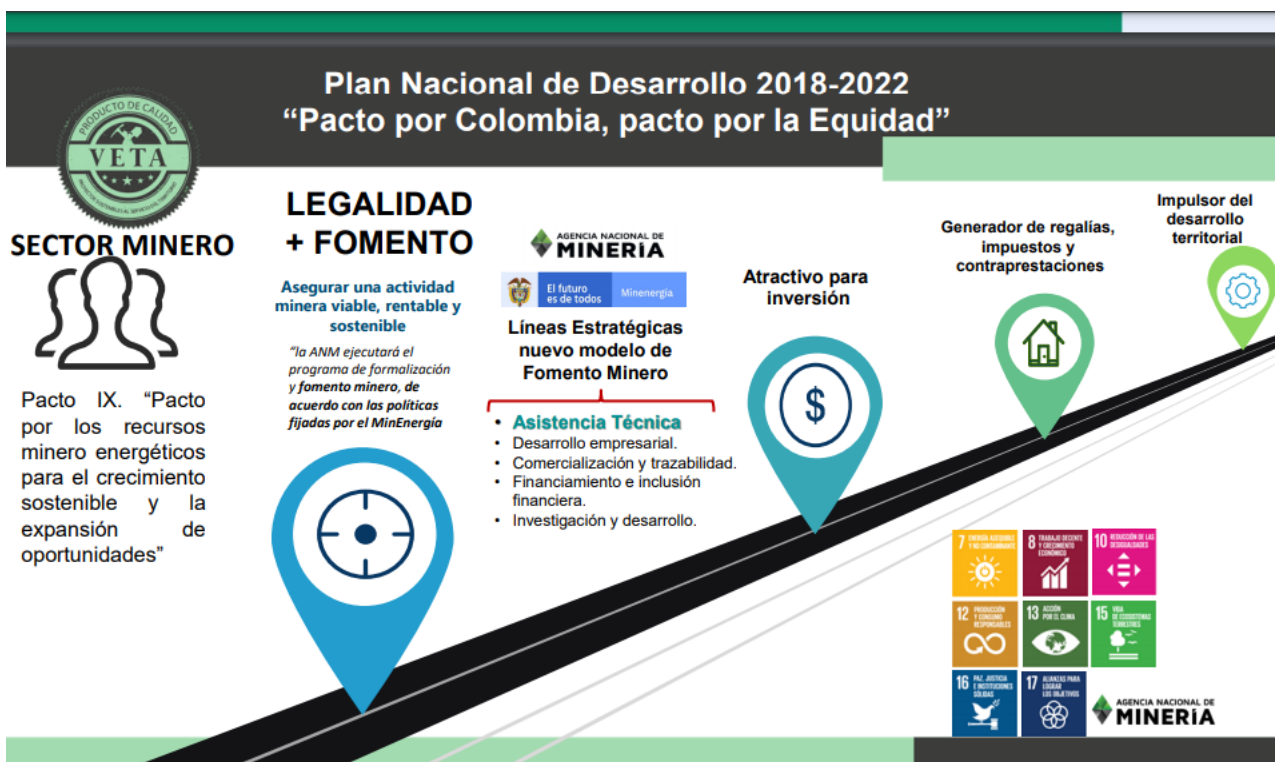 Plan Nacional de Desarrollo 2018-2022
“Pacto por Colombia, pacto por la Equidad”
PRODUCTO DE CALIDAD
VETA
SECTOR MINERO
Pacto IX. “Pacto
por los recursos
minero energéticos
para el crecimiento
sostenible y la
expansión de
oportunidades”
LEGALIDAD
+ FOMENTO
Asegurar una actividad
minera viable, rentable y
sostenible
“la ANM ejecutará el
programa de formalización
y fomento minero, de
acuerdo con las políticas
fijadas por el MinEnergía
AGENCIA NACIONAL DE
MINERÍA
El futuro
es de todos
Minenergía
Líneas Estratégicas
nuevo modelo de
Fomento Minero
• Asistencia Técnica
• Desarrollo empresarial.
• Comercialización y trazabilidad.
• Financiamiento e inclusión
financiera.
• Investigación y desarrollo.
Atractivo para
inversión
$
Generador de regalías,
impuestos y
contraprestaciones
Impulsor del
desarrollo
territorial
7 ENERGÍA ASEQUIBLE
Y NO CONTAMINANTE
8 TRABAJO DECENTE
Y CRECIMIENTO
ECONÓMICO
10 REDUCCIÓN DE LAS
DESIGUALDADES
12 PRODUCCIÓN
Y CONSUMO
RESPONSABLES
13 ACCIÓN
POR EL CLIMA
15 VIDA
DE ECOSISTEMAS
TERRESTRES
16 PAZ, JUSTICIA
E INSTITUCIONES
SÓLIDAS
17 ALIANZAS PARA
LOGRAR
LOS OBJETIVOS
AGENCIA NACIONAL DE
MINERÍA